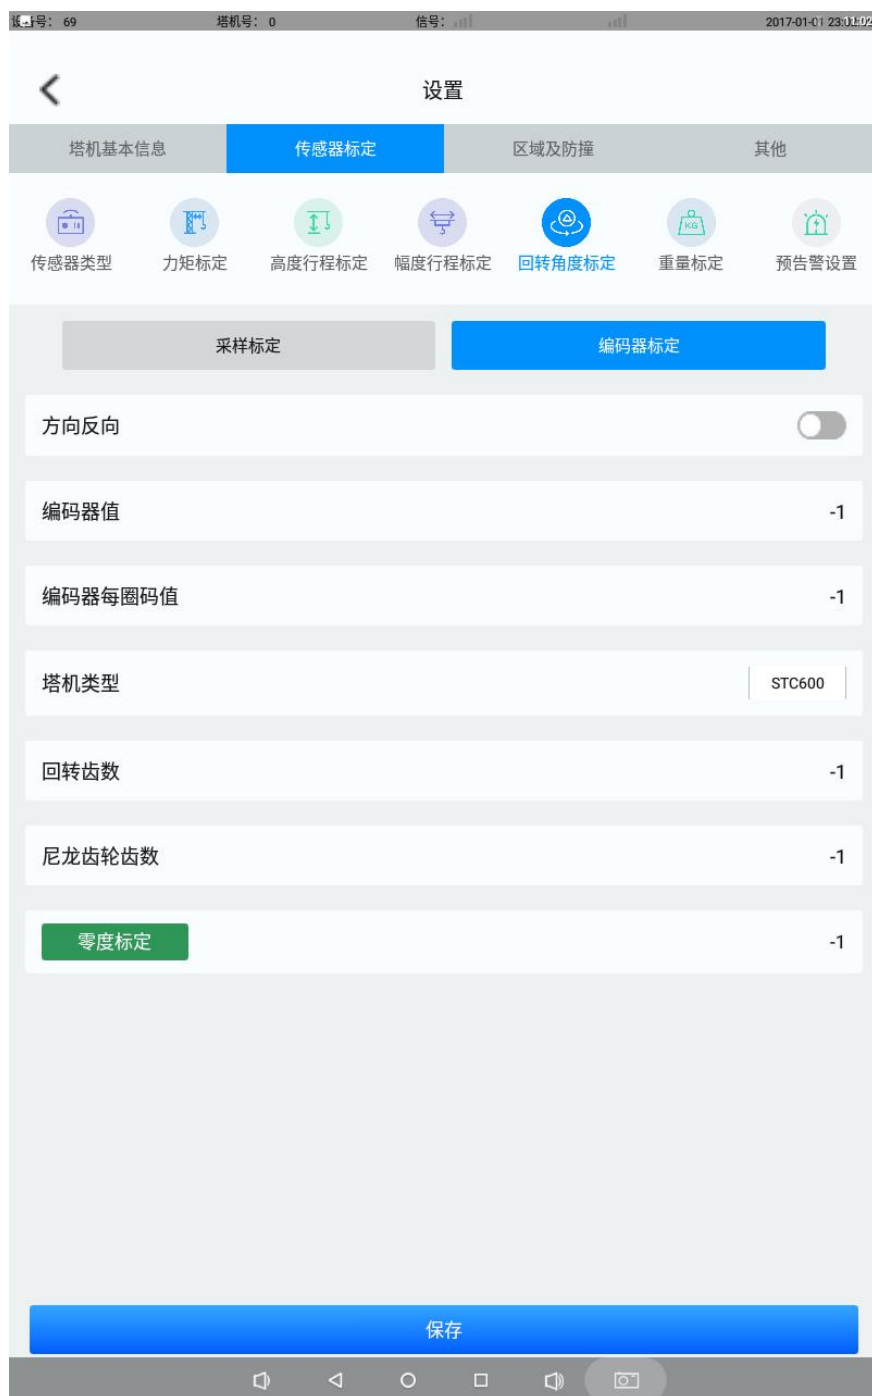 设备号： 69 塔机号： 0 信号： 2017-01-01
设置
塔机基本信息 传感器标定 区域及防撞 其他
传感器类型 力矩标定 高度行程标定 幅度行程标定 回转角度标定 重量标定 预告警设置
采样标定 编码器标定
方向反向
编码器值 -1
编码器每圈码值 -1
塔机类型 STC600
回转齿数 -1
尼龙齿轮齿数 -1
零度标定 -1
保存